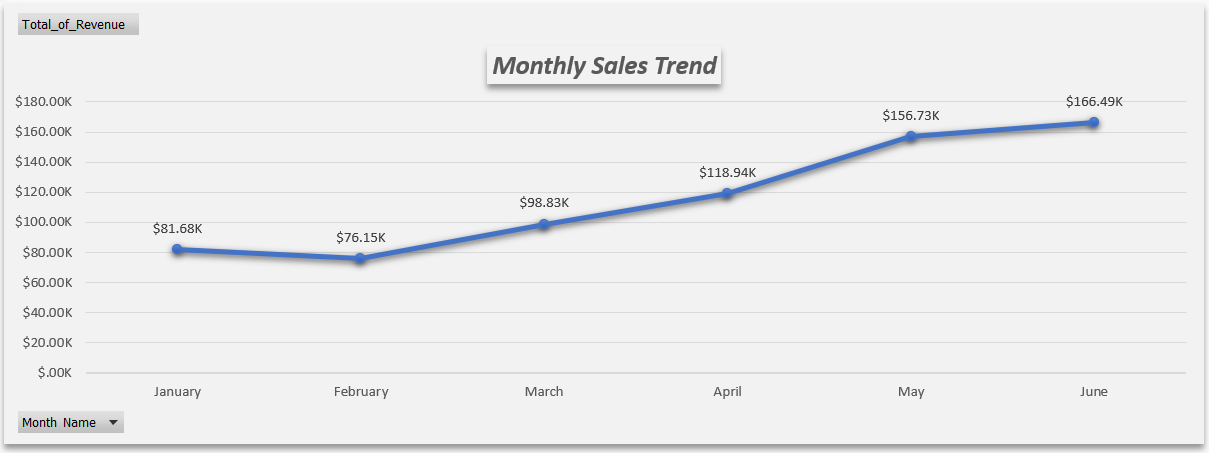 Total_of_Revenue
Monthly Sales Trend
$180.00K
$160.00K
$140.00K
$120.00K
$100.00K
$80.00K
$60.00K
$40.00K
$20.00K
$.00K
$81.68K
$76.15K
$98.83K
$118.94K
$156.73K
$166.49K
January February March April May June
Month Name